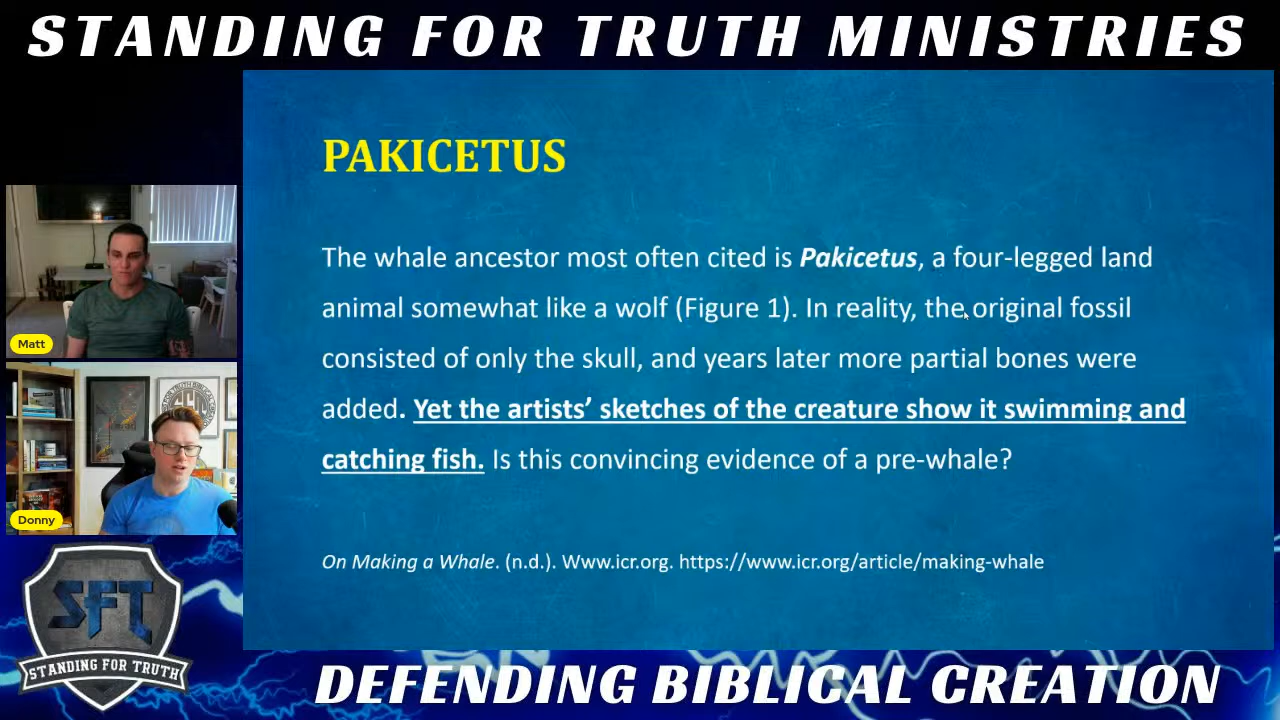 STANDING FOR TRUTH MINISTRIES
PAKICETUS
The whale ancestor most often cited is Pakicetus, a four-legged land
animal somewhat like a wolf (Figure 1). In reality, the original fossil
consisted of only the skull, and years later more partial bones were
added. Yet the artists’ sketches of the creature show it swimming and
catching fish. Is this convincing evidence of a pre-whale?
On Making a Whale. (n.d.). Www.icr.org. https://www.icr.org/article/making-whale
Matt
Donny
SFT
STANDING FOR TRUTH
DEFENDING BIBLICAL CREATION